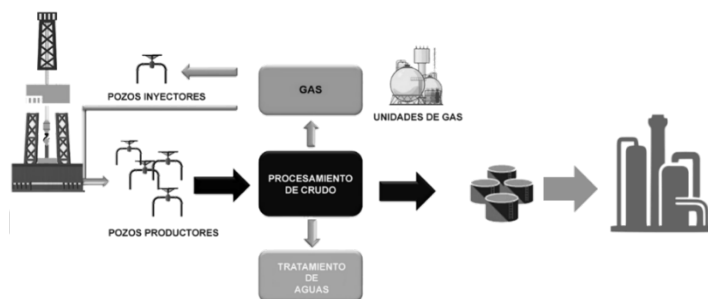 POZOS INYECTORES
GAS
UNIDADES DE GAS
POZOS PRODUCTORES
PROCESAMIENTO
DE CRUDO
TRATAMIENTO
DE
AGUAS